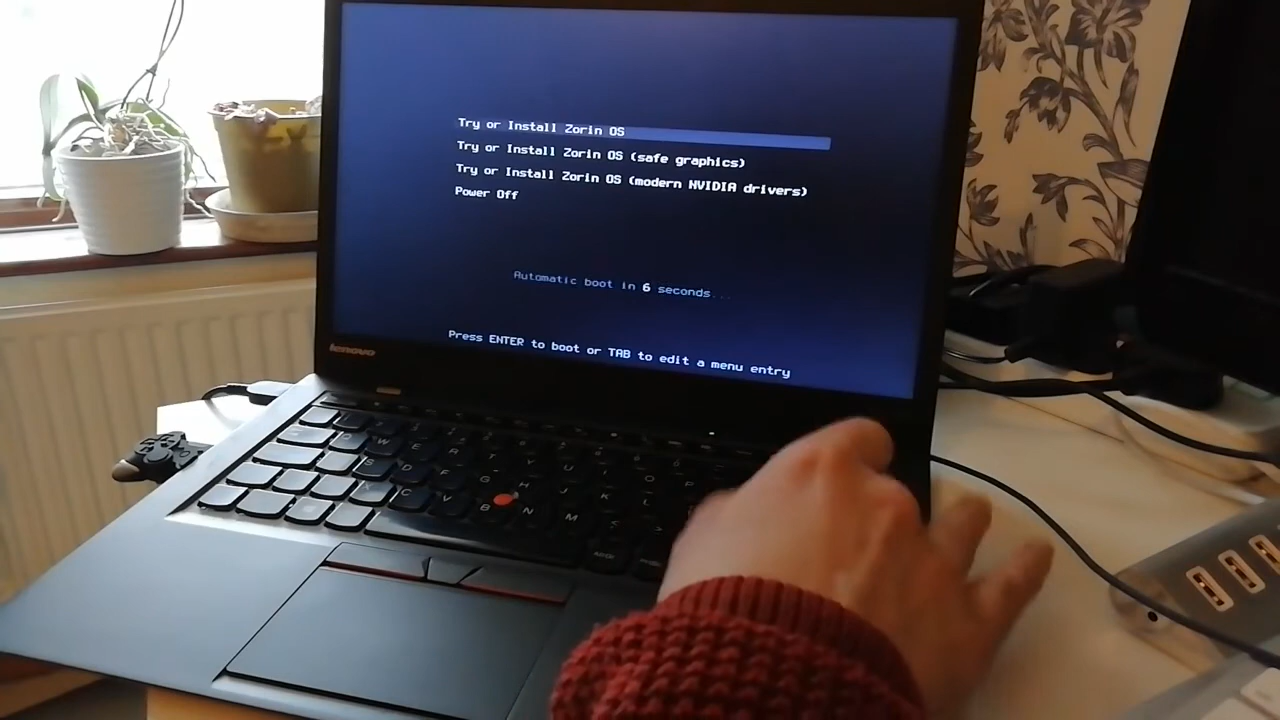 Try or Install Zorin OS
Try or Install Zorin OS (safe graphics)
Try or Install Zorin OS (modern NVIDIA drivers)
Power Off
Automatic boot in 6 seconds...
Press ENTER to boot or TAB to edit a menu entry
lenovo
W E R T Y U I O P
S D F G H J K L
C V B N M < >
AltGr